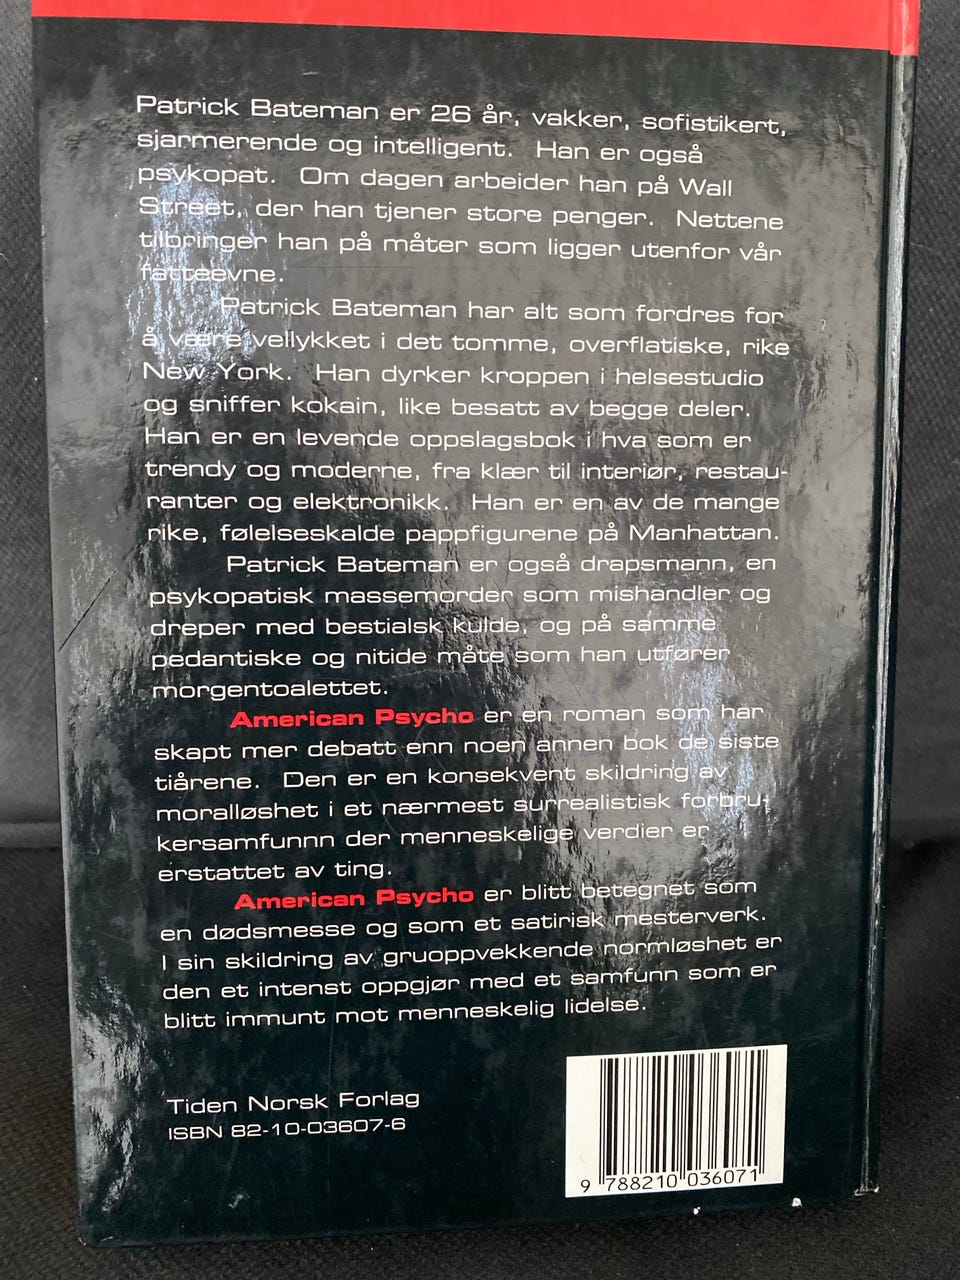 Patrick Bateman er 26 år, vakker, sofistikert,
sjarmerende og intelligent. Han er også
psykopat. Om dagen arbeider han på Wall
Street, der han tjener store penger. Nettene
tilbringer han på måter som ligger utenfor vår
fatteevne.
Patrick Bateman har alt som fordres for
å være vellykket i det tomme, overflatiske, rike
New York. Han dyrker kroppen i helsestudio
og sniffer kokain, like besatt av begge deler.
Han er en levende oppslagsbok i hva som er
trendy og moderne, fra klær til interiør, restau-
ranter og elektronikk. Han er en av de mange
rike, følelseskalde pappfigurene på Manhattan.
Patrick Bateman er også drapsmann, en
psykopatisk massemorder som mishandler og
dreper med bestialsk kulde, og på samme
pedantiske og nitide måte som han utfører
morgentoalettet.
American Psycho er en roman som har
skapt mer debatt enn noen annen bok de siste
tiårene. Den er en konsekvent skildring av
moralløshet i et nærmest surrealistisk forbru-
kersamfunnn der menneskelige verdier er
erstattet av ting.
American Psycho er blitt betegnet som
en dødsmesse og som et satirisk mesterverk.
I sin skildring av gruoppvekkende normløshet er
den et intenst oppgjør med et samfunn som er
blitt immunt mot menneskelig lidelse.
Tiden Norsk Forlag
ISBN 82-10-03607-6
9 788210 036071